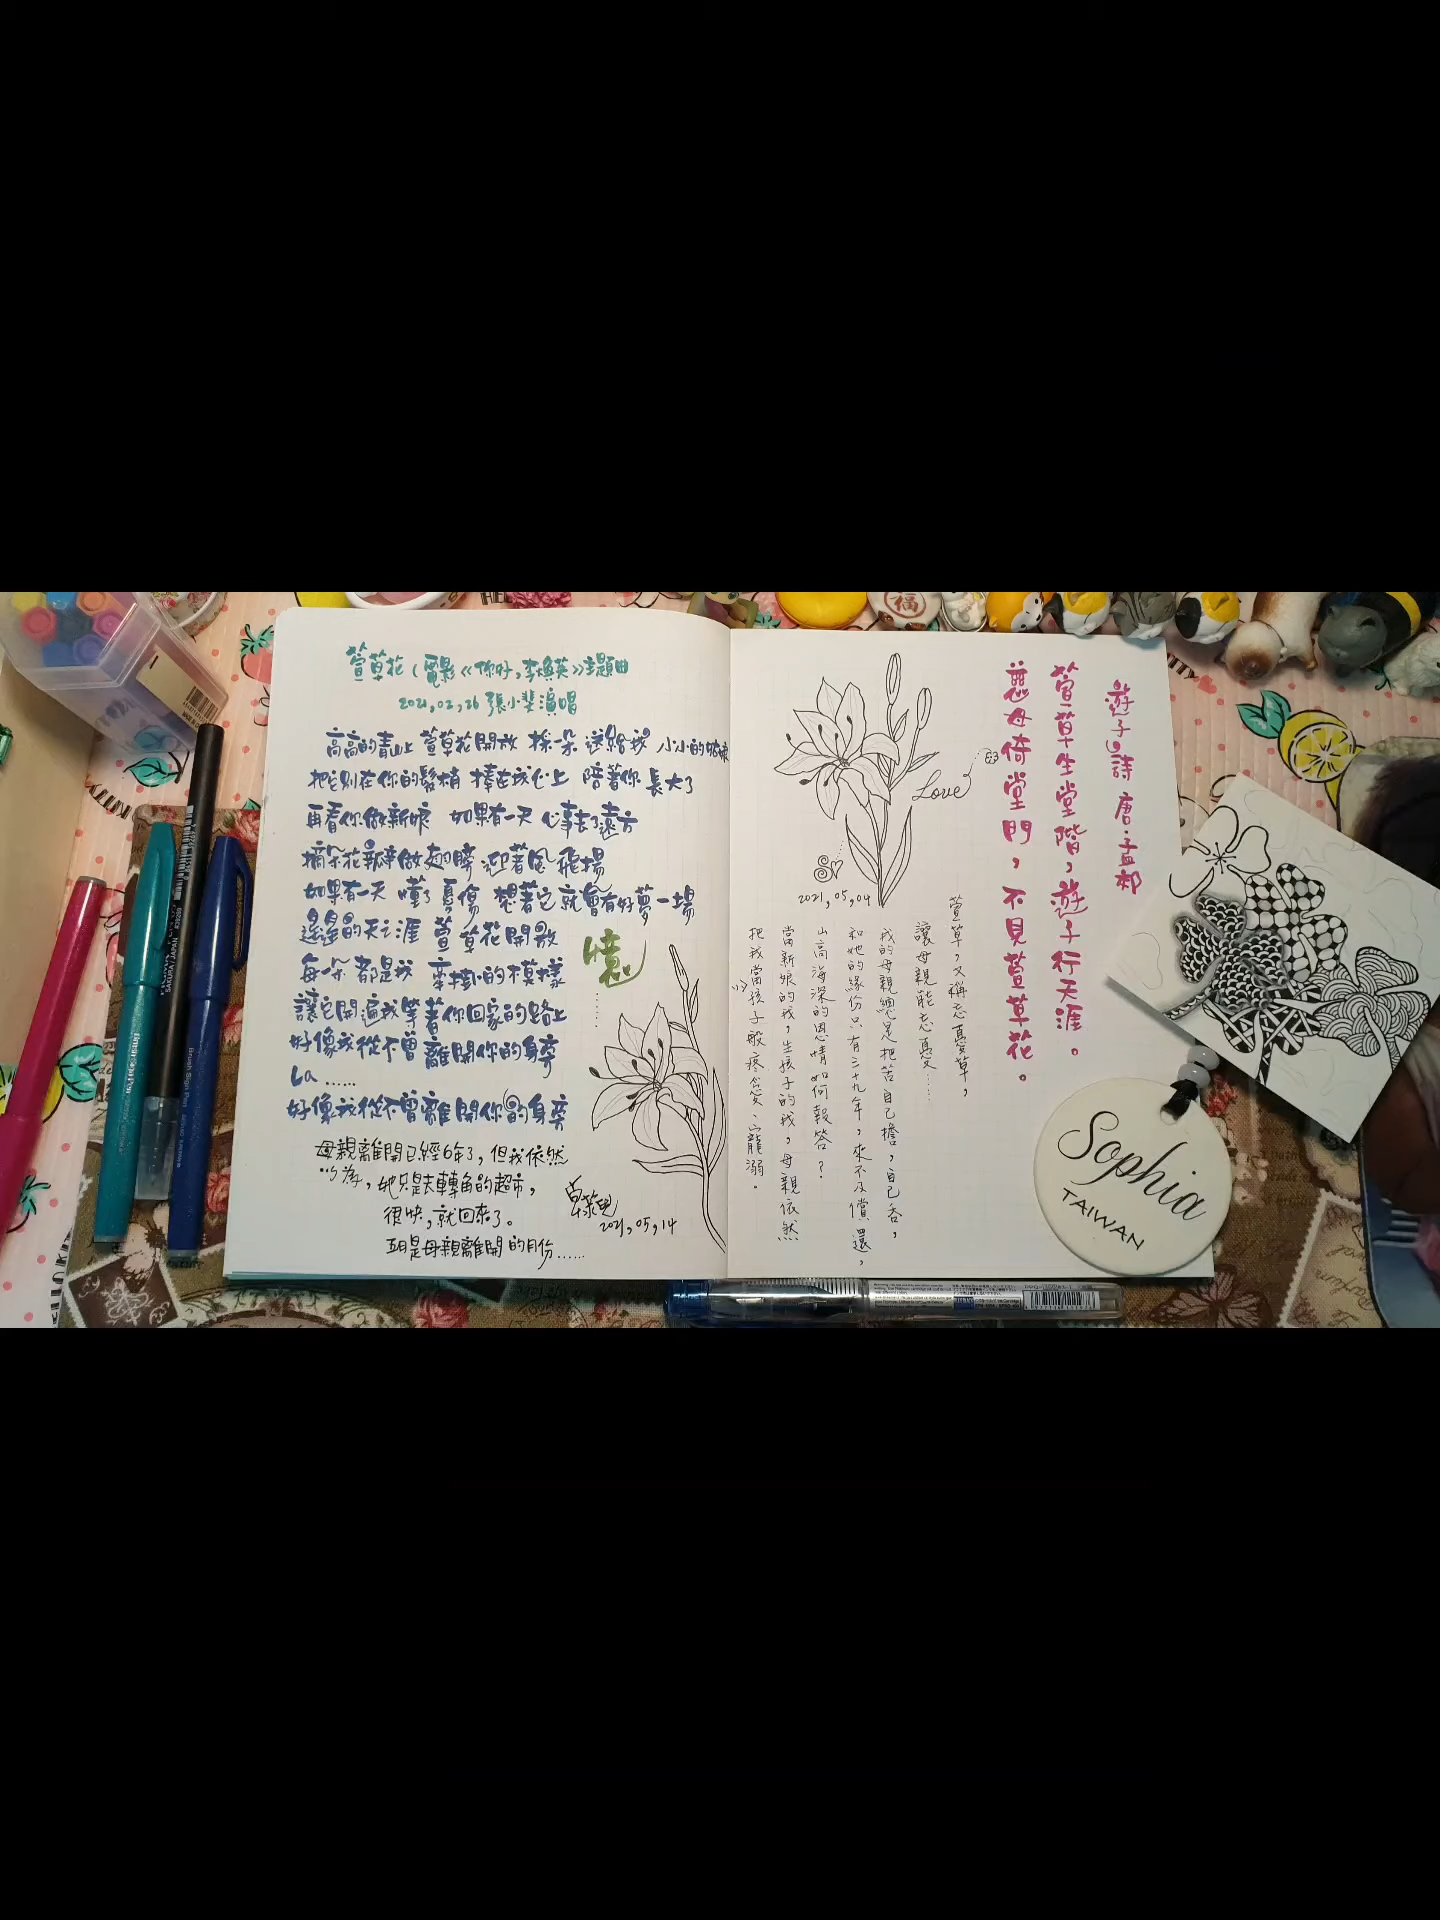 萱草花(電影《你好,李煥英》主題曲
2021,02,26 張小斐演唱
高高的青山上 萱草花開放 採一朵 送給我 小小的姑娘
把它別在你的髮梢 捧在我心上 陪著你 長大了
再看你做新娘 如果有一天 心事去了遠方
摘朵花瓣做翅膀 迎著風飛揚
如果有一天 懂了憂傷 想著它 就會有好夢一場
遙遠的天之涯 萱草花開放
每一朵 都是我 牽掛的模樣
讓它開遍我等著你回家的路上
好像我從不曾離開你的身旁
La ......
好像我從不曾離開你的身旁
憶
母親離開已經6年了,但我依然
以為,她只是去轉角的超市,
很快,就回來了。
五月是母親離開的月份......
2021,05,14
遊子詩 唐.孟郊
萱草生堂階,遊子行天涯。
慈母倚堂門,不見萱草花。
Love
2021,05,04
萱草,又稱忘憂草,
讓母親能忘憂......
我的母親總是把苦自己擔,自己吞,
和她的緣份只有三十九年,來不及償還,
山高海深的恩情如何報答?
當新娘的我,生孩子的我,母親依然
把我當孩子般疼愛、寵溺。
Sophia
TAIWAN
福
Brush Sign Pen
SAKURA / JAPAN